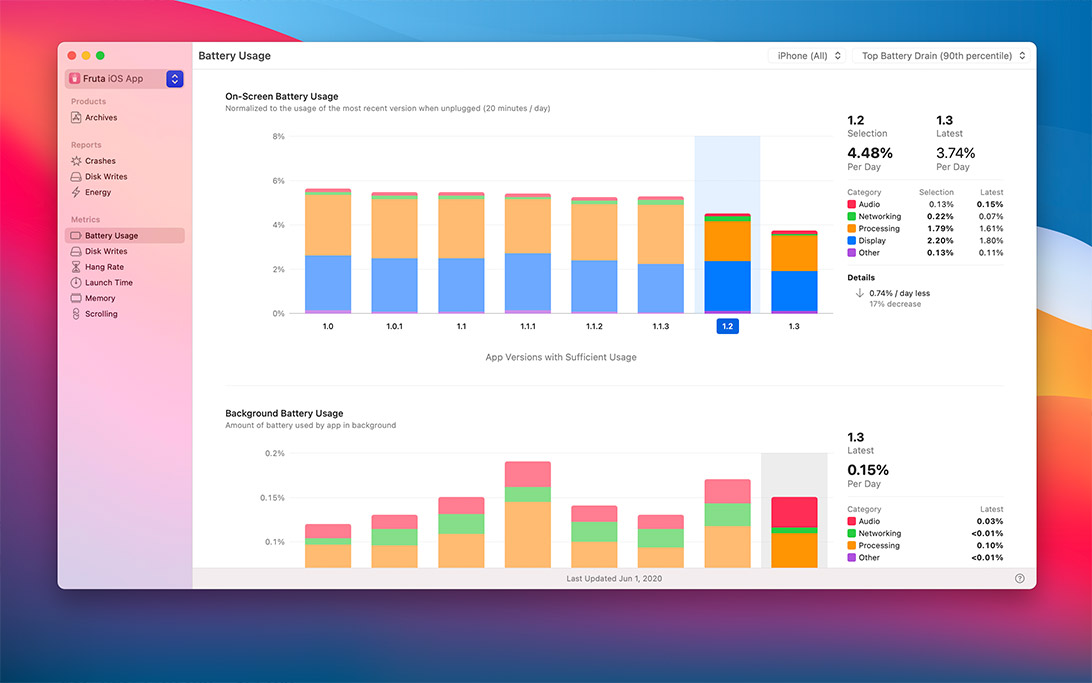 Battery Usage
iPhone (All)
Top Battery Drain (90th percentile)
Fruta iOS App
Products
Archives
Reports
Crashes
Disk Writes
Energy
Metrics
Battery Usage
Disk Writes
Hang Rate
Launch Time
Memory
Scrolling
On-Screen Battery Usage
Normalized to the usage of the most recent version when unplugged (20 minutes / day)
8%
6%
4%
2%
0%
1.0 1.0.1 1.1 1.1.1 1.1.2 1.1.3 1.2 1.3
App Versions with Sufficient Usage
1.2 1.3
Selection Latest
4.48% 3.74%
Per Day Per Day
Category Selection Latest
Audio 0.13% 0.15%
Networking 0.22% 0.07%
Processing 1.79% 1.61%
Display 2.20% 1.80%
Other 0.13% 0.11%
Details
0.74% / day less
17% decrease
Background Battery Usage
Amount of battery used by app in background
0.2%
0.15%
0.1%
1.3
Latest
0.15%
Per Day
Category Latest
Audio 0.03%
Networking <0.01%
Processing 0.10%
Other <0.01%
Last Updated Jun 1, 2020
?